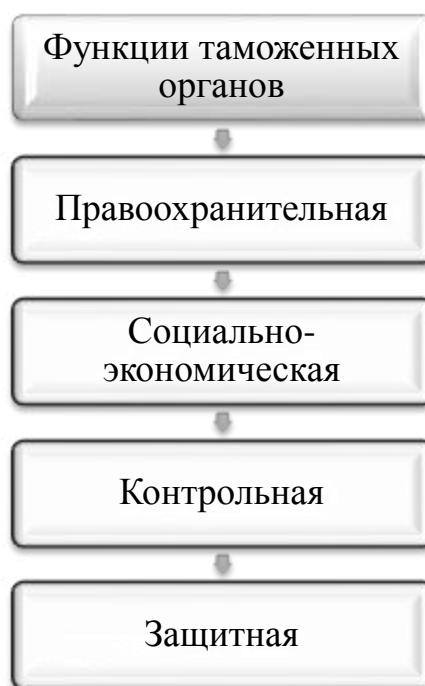 Функции таможенных
органов
Правоохранительная
Социально-
экономическая
Контрольная
Защитная